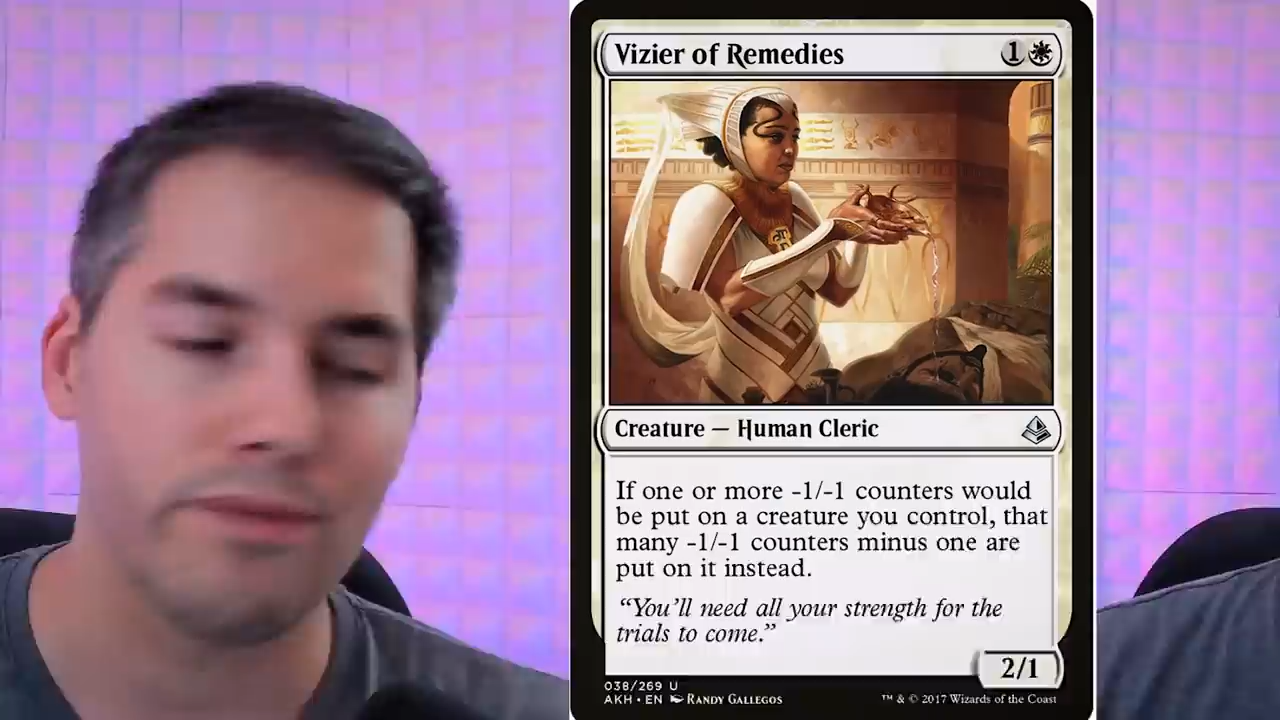 Vizier of Remedies 1
Creature — Human Cleric
If one or more -1/-1 counters would
be put on a creature you control, that
many -1/-1 counters minus one are
put on it instead.
“You’ll need all your strength for the
trials to come.”
2/1
038/269 U
AKH • EN RANDY GALLEGOS
™ & © 2017 Wizards of the Coast